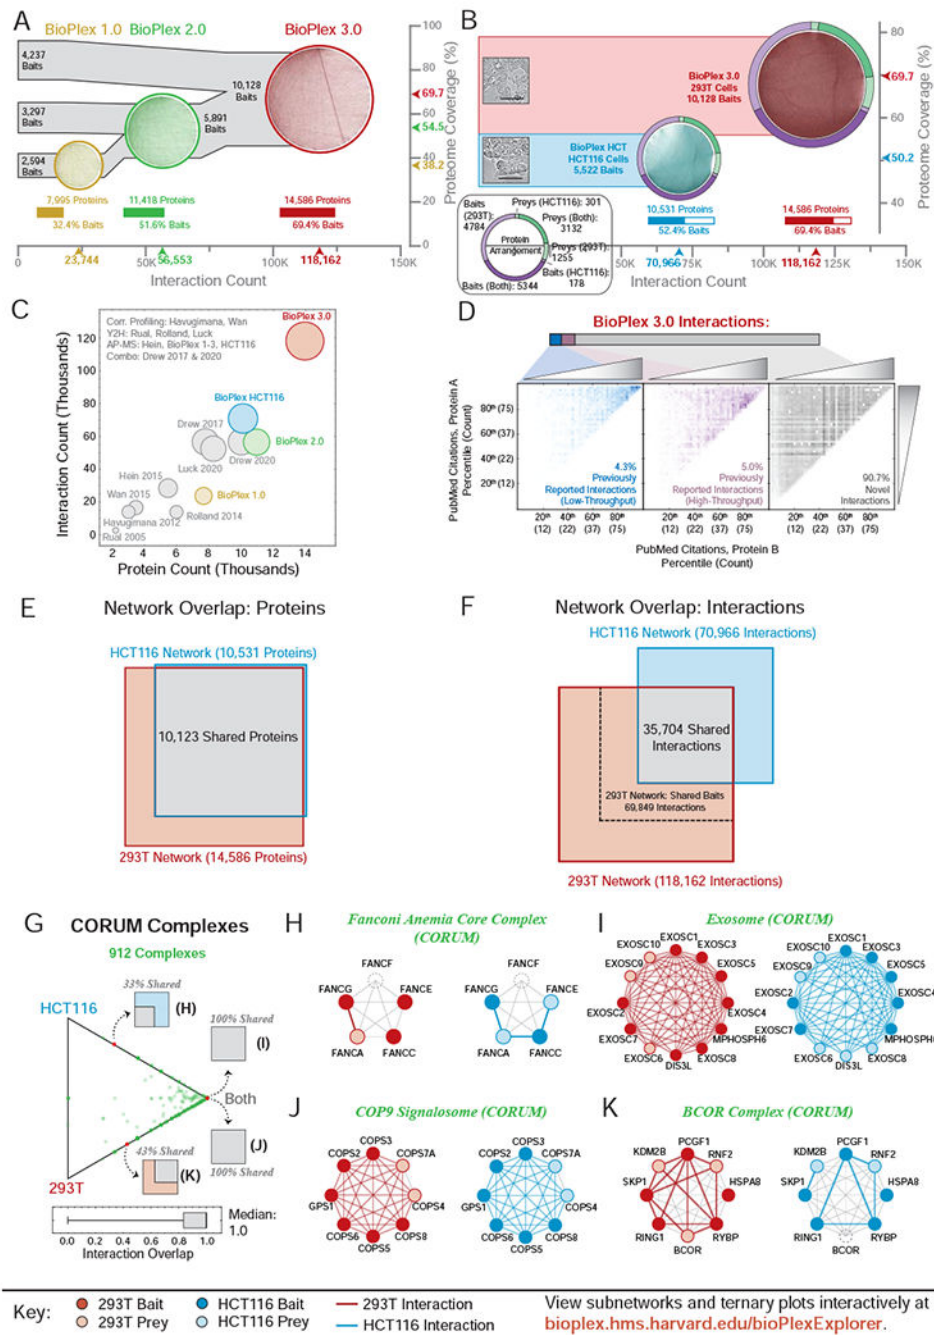 A
BioPlex 1.0
BioPlex 2.0
BioPlex 3.0
4,237
Baits
3,297
Baits
2,594
Baits
10,128
Baits
5,891
Baits
100
80
60
40
20
0
69.7
54.5
38.2
Proteome Coverage (%)
7,995 Proteins
32.4% Baits
11,418 Proteins
51.6% Baits
14,586 Proteins
69.4% Baits
0
23,744
50K
56,553
100K
118,162
150K
Interaction Count
B
BioPlex 3.0
293T Cells
10,128 Baits
BioPlex HCT
HCT116 Cells
5,522 Baits
80
60
40
69.7
50.2
Proteome Coverage (%)
10,531 Proteins
52.4% Baits
14,586 Proteins
69.4% Baits
Baits
(293T):
4784
Preys (HCT116): 301
Preys (Both):
3132
Protein
Arrangement
Preys (293T):
1255
Baits (HCT116):
178
Baits (Both): 5344
50K
70,966
75K
100K
118,162
125K
150K
Interaction Count
C
Corr. Profiling: Havugimana, Wan
Y2H: Rual, Rolland, Luck
AP-MS: Hein, BioPlex 1-3, HCT116
Combo: Drew 2017 & 2020
BioPlex 3.0
BioPlex HCT116
Drew 2017
BioPlex 2.0
Luck 2020
Drew 2020
Hein 2015
BioPlex 1.0
Wan 2015
Havugimana 2012
Rolland 2014
Rual 2005
120
100
80
60
40
20
0
Interaction Count (Thousands)
2
4
6
8
10
12
14
Protein Count (Thousands)
D
BioPlex 3.0 Interactions:
PubMed Citations, Protein A
Percentile (Count)
80th (75)
60th (37)
40th (22)
20th (12)
4.3%
Previously
Reported Interactions
(Low-Throughput)
5.0%
Previously
Reported Interactions
(High-Throughput)
90.7%
Novel
Interactions
20th 40th 60th 80th
(12) (22) (37) (75)
20th 40th 60th 80th
(12) (22) (37) (75)
20th 40th 60th 80th
(12) (22) (37) (75)
PubMed Citations, Protein B
Percentile (Count)
E
Network Overlap: Proteins
HCT116 Network (10,531 Proteins)
10,123 Shared Proteins
293T Network (14,586 Proteins)
F
Network Overlap: Interactions
HCT116 Network (70,966 Interactions)
35,704 Shared
Interactions
293T Network: Shared Baits
69,849 Interactions
293T Network (118,162 Interactions)
G
CORUM Complexes
912 Complexes
HCT116
33% Shared
(H)
100% Shared
(I)
Both
(J)
100% Shared
43% Shared
(K)
293T
Median:
1.0
0.0 0.2 0.4 0.6 0.8 1.0
Interaction Overlap
H
Fanconi Anemia Core Complex
(CORUM)
FANCF
FANCG
FANCE
FANCA
FANCC
FANCF
FANCG
FANCE
FANCA
FANCC
I
Exosome (CORUM)
EXOSC1
EXOSC10
EXOSC3
EXOSC9
EXOSC5
EXOSC2
EXOSC4
EXOSC7
MPHOSPH6
EXOSC6
EXOSC8
DIS3L
EXOSC1
EXOSC10
EXOSC3
EXOSC9
EXOSC5
EXOSC2
EXOSC4
EXOSC7
MPHOSPH6
EXOSC6
EXOSC8
DIS3L
J
COP9 Signalosome (CORUM)
COPS3
COPS2
COPS7A
GPS1
COPS4
COPS6
COPS8
COPS5
COPS3
COPS2
COPS7A
GPS1
COPS4
COPS6
COPS8
COPS5
K
BCOR Complex (CORUM)
PCGF1
KDM2B
RNF2
SKP1
HSPA8
RING1
RYBP
BCOR
PCGF1
KDM2B
RNF2
SKP1
HSPA8
RING1
RYBP
BCOR
Key:
293T Bait
293T Prey
HCT116 Bait
HCT116 Prey
293T Interaction
HCT116 Interaction
View subnetworks and ternary plots interactively at
bioplex.hms.harvard.edu/bioPlexExplorer.